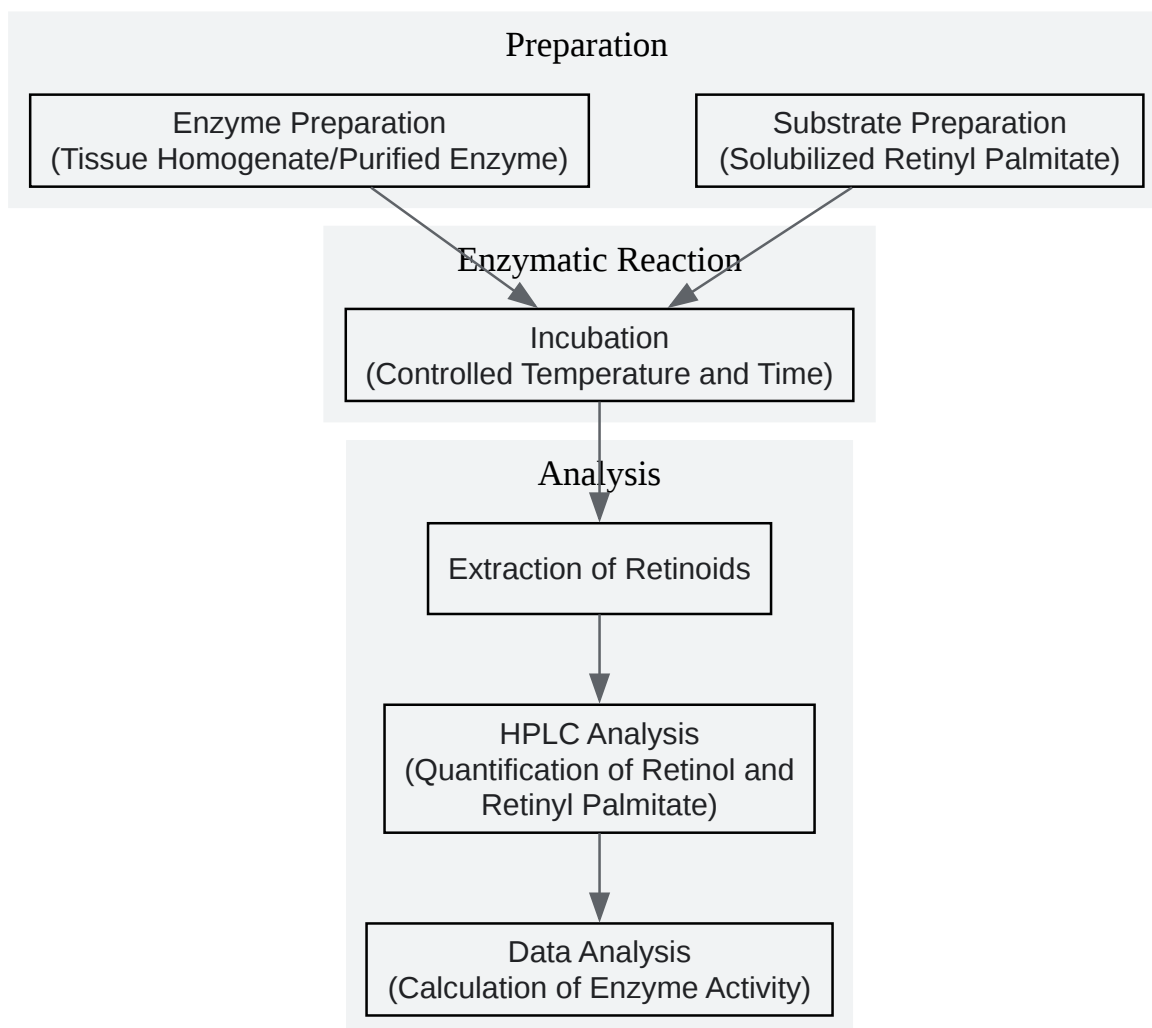 Preparation
Enzyme Preparation
(Tissue Homogenate/Purified Enzyme)
Substrate Preparation
(Solubilized Retinyl Palmitate)
Enzymatic Reaction
Incubation
(Controlled Temperature and Time)
Analysis
Extraction of Retinoids
HPLC Analysis
(Quantification of Retinol and
Retinyl Palmitate)
Data Analysis
(Calculation of Enzyme Activity)